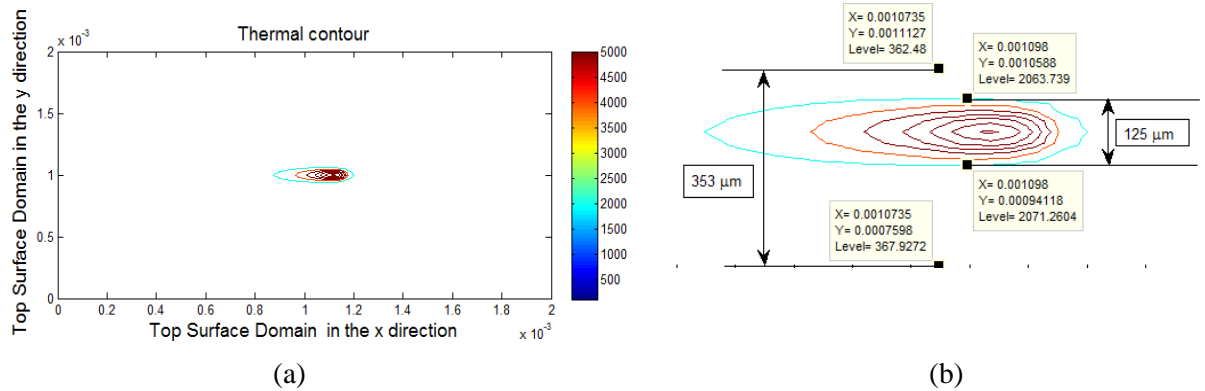 Thermal contour
x 10-3
2
1.5
1
0.5
0
Top Surface Domain in the y direction
0 0.2 0.4 0.6 0.8 1 1.2 1.4 1.6 1.8 2
x 10-3
Top Surface Domain in the x direction
5000
4500
4000
3500
3000
2500
2000
1500
1000
500
(a)
X= 0.0010735
Y= 0.0011127
Level= 362.48
X= 0.001098
Y= 0.0010588
Level= 2063.739
125 µm
353 µm
X= 0.001098
Y= 0.00094118
Level= 2071.2604
X= 0.0010735
Y= 0.0007598
Level= 367.9272
(b)